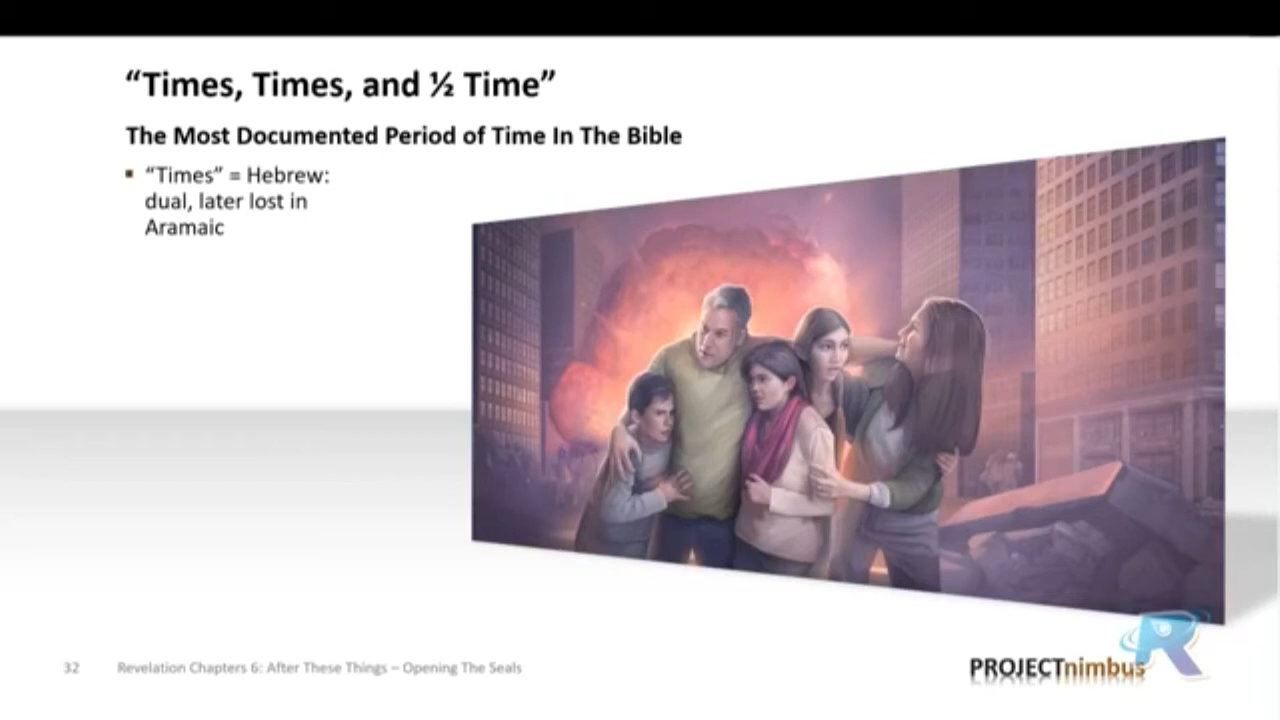 “Times, Times, and ½ Time”
The Most Documented Period of Time In The Bible
▪ “Times” = Hebrew:
dual, later lost in
Aramaic
32 Revelation Chapters 6: After These Things – Opening The Seals
PROJECTnimbus
R